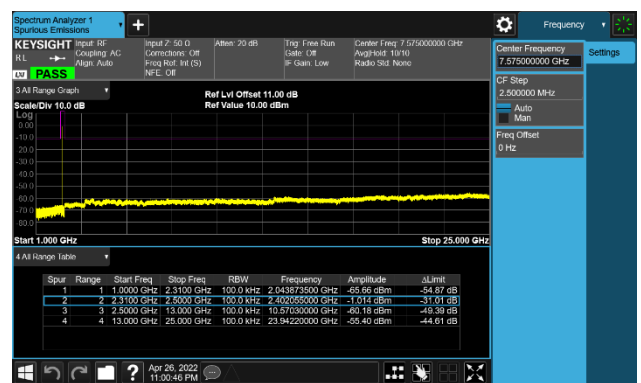 Spectrum Analyzer 1
Spurious Emissions
Frequency
KEYSIGHT
Input: RF
Input Z: 50 Ω
Atten: 20 dB
Trig: Free Run
Center Freq: 7.575000000 GHz
RL
Coupling: AC
Corrections: Off
Gate: Off
Avg|Hold: 10/10
Align: Auto
Freq Ref: Int (S)
IF Gain: Low
Radio Std: None
LXI
PASS
NFE: Off
Center Frequency
7.575000000 GHz
Settings
CF Step
2.500000 MHz
Auto
Man
Freq Offset
0 Hz
3 All Range Graph
Ref Lvl Offset 11.00 dB
Scale/Div 10.0 dB
Ref Value 10.00 dBm
Log
0.00
-10.0
-20.0
-30.0
-40.0
-50.0
-60.0
-70.0
-80.0
Start 1.000 GHz
Stop 25.000 GHz
4 All Range Table
Spur Range Start Freq Stop Freq RBW Frequency Amplitude ΔLimit
1 1 1.0000 GHz 2.3100 GHz 100.0 kHz 2.043873500 GHz -65.66 dBm -54.87 dB
2 2 2.3100 GHz 2.5000 GHz 100.0 kHz 2.402055000 GHz -1.014 dBm -31.01 dB
3 3 2.5000 GHz 13.000 GHz 100.0 kHz 10.57030000 GHz -60.18 dBm -49.39 dB
4 4 13.000 GHz 25.000 GHz 100.0 kHz 23.94220000 GHz -55.40 dBm -44.61 dB
Apr 26, 2022
11:00:46 PM